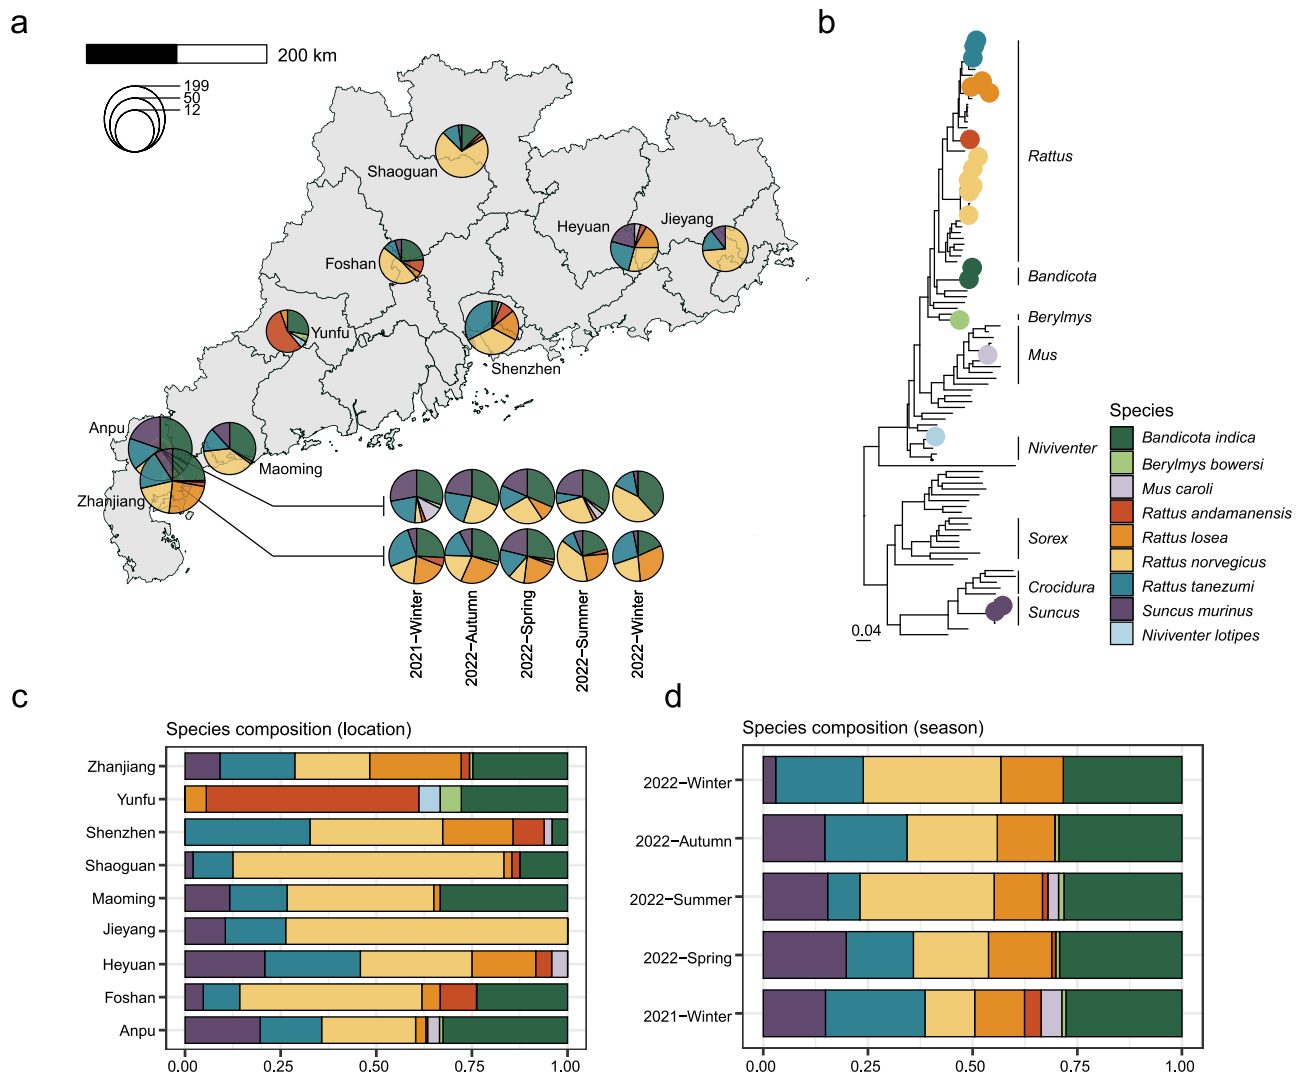 a
200 km
199
50
12
Shaoguan
Heyuan
Jieyang
Foshan
Yunfu
Shenzhen
Anpu
Maoming
Zhanjiang
2021−Winter
2022−Autumn
2022−Spring
2022−Summer
2022−Winter
b
Rattus
Bandicota
Berylmys
Mus
Niviventer
Sorex
Crocidura
Suncus
0.04
Species
Bandicota indica
Berylmys bowersi
Mus caroli
Rattus andamanensis
Rattus losea
Rattus norvegicus
Rattus tanezumi
Suncus murinus
Niviventer lotipes
c
Species composition (location)
Zhanjiang
Yunfu
Shenzhen
Shaoguan
Maoming
Jieyang
Heyuan
Foshan
Anpu
0.00 0.25 0.50 0.75 1.00
d
Species composition (season)
2022−Winter
2022−Autumn
2022−Summer
2022−Spring
2021−Winter
0.00 0.25 0.50 0.75 1.00